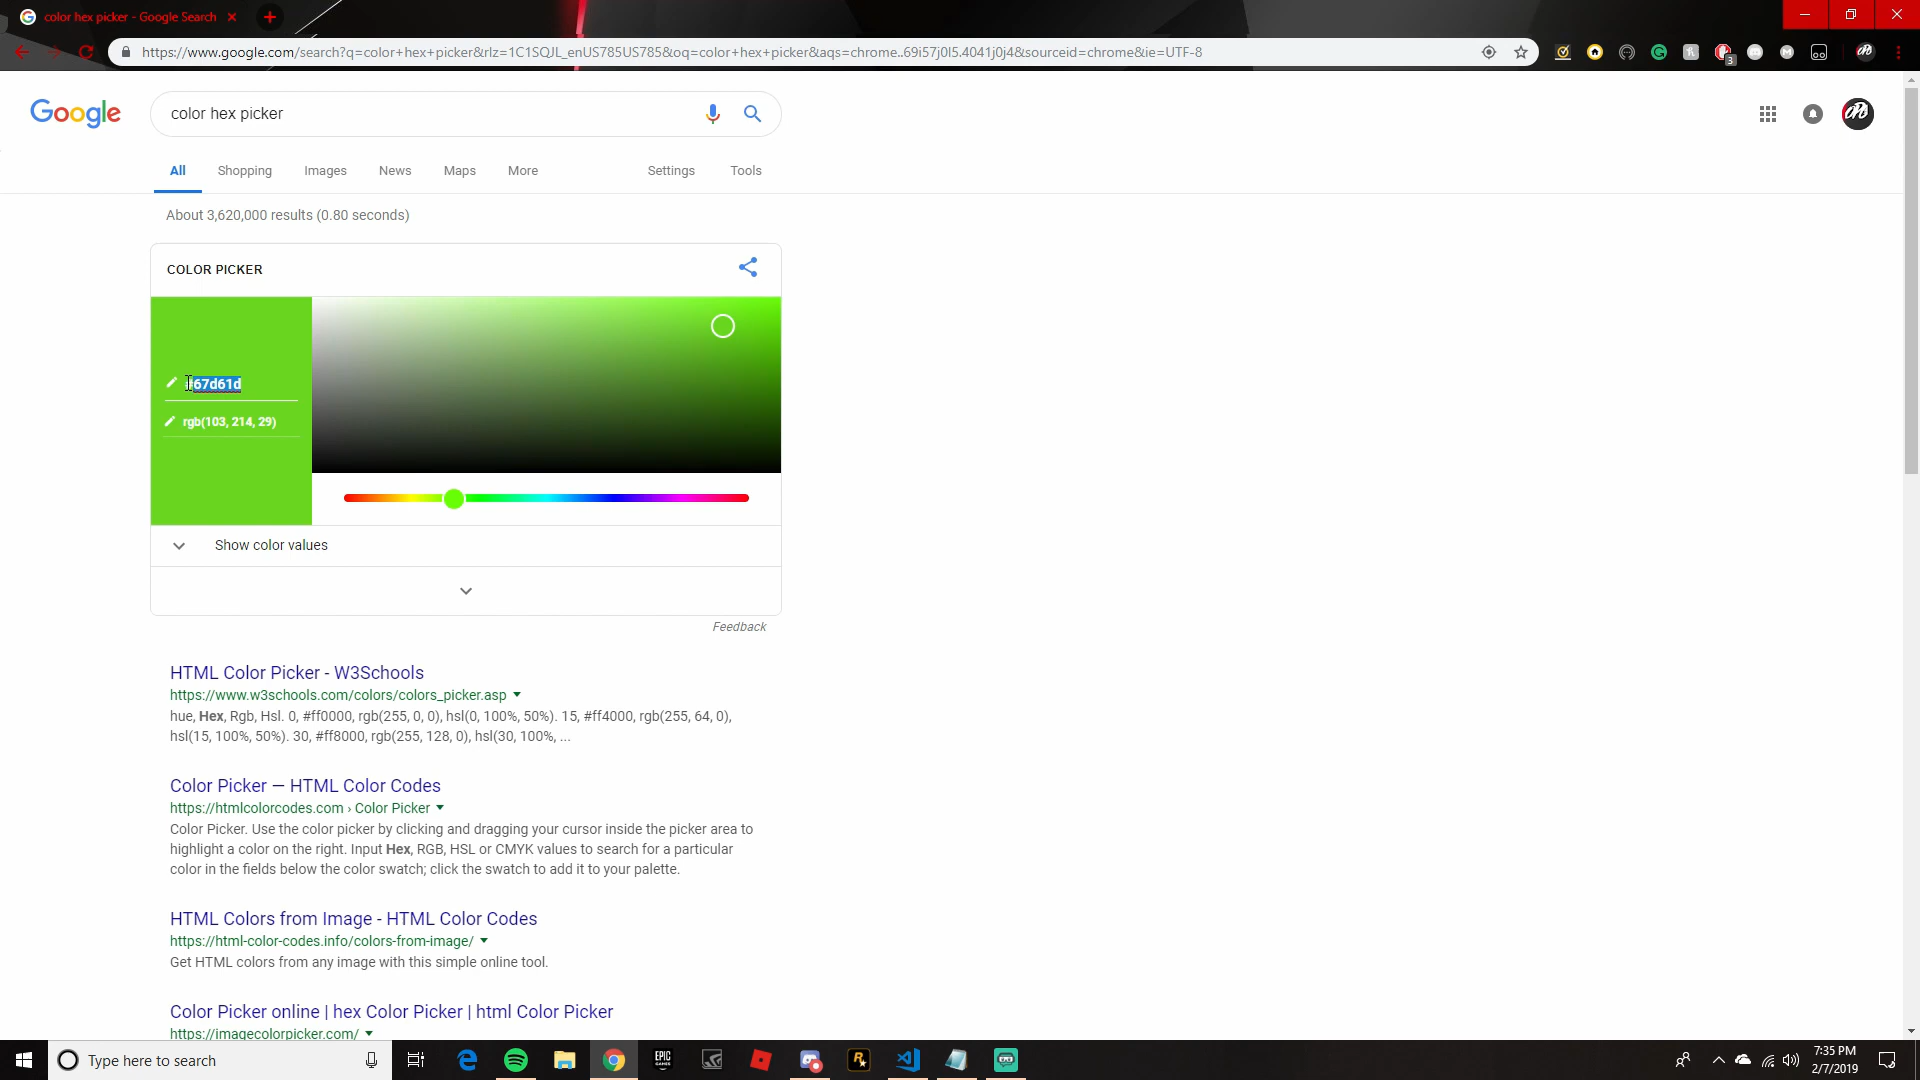 color hex picker - Google Search
https://www.google.com/search?q=color+hex+picker&rlz=1C1SQJL_enUS785US785&oq=color+hex+picker&aqs=chrome..69i57j0l5.4041j0j4&sourceid=chrome&ie=UTF-8
3
Google
color hex picker
All Shopping Images News Maps More Settings Tools
About 3,620,000 results (0.80 seconds)
COLOR PICKER
#67d61d
rgb(103, 214, 29)
Show color values
Feedback
HTML Color Picker - W3Schools
https://www.w3schools.com/colors/colors_picker.asp
hue, Hex, Rgb, Hsl. 0, #ff0000, rgb(255, 0, 0), hsl(0, 100%, 50%). 15, #ff4000, rgb(255, 64, 0),
hsl(15, 100%, 50%). 30, #ff8000, rgb(255, 128, 0), hsl(30, 100%, ...
Color Picker — HTML Color Codes
https://htmlcolorcodes.com › Color Picker
Color Picker. Use the color picker by clicking and dragging your cursor inside the picker area to
highlight a color on the right. Input Hex, RGB, HSL or CMYK values to search for a particular
color in the fields below the color swatch; click the swatch to add it to your palette.
HTML Colors from Image - HTML Color Codes
https://html-color-codes.info/colors-from-image/
Get HTML colors from any image with this simple online tool.
Color Picker online | hex Color Picker | html Color Picker
https://imagecolorpicker.com/
Type here to search
EPIC GAMES
7:35 PM
2/7/2019